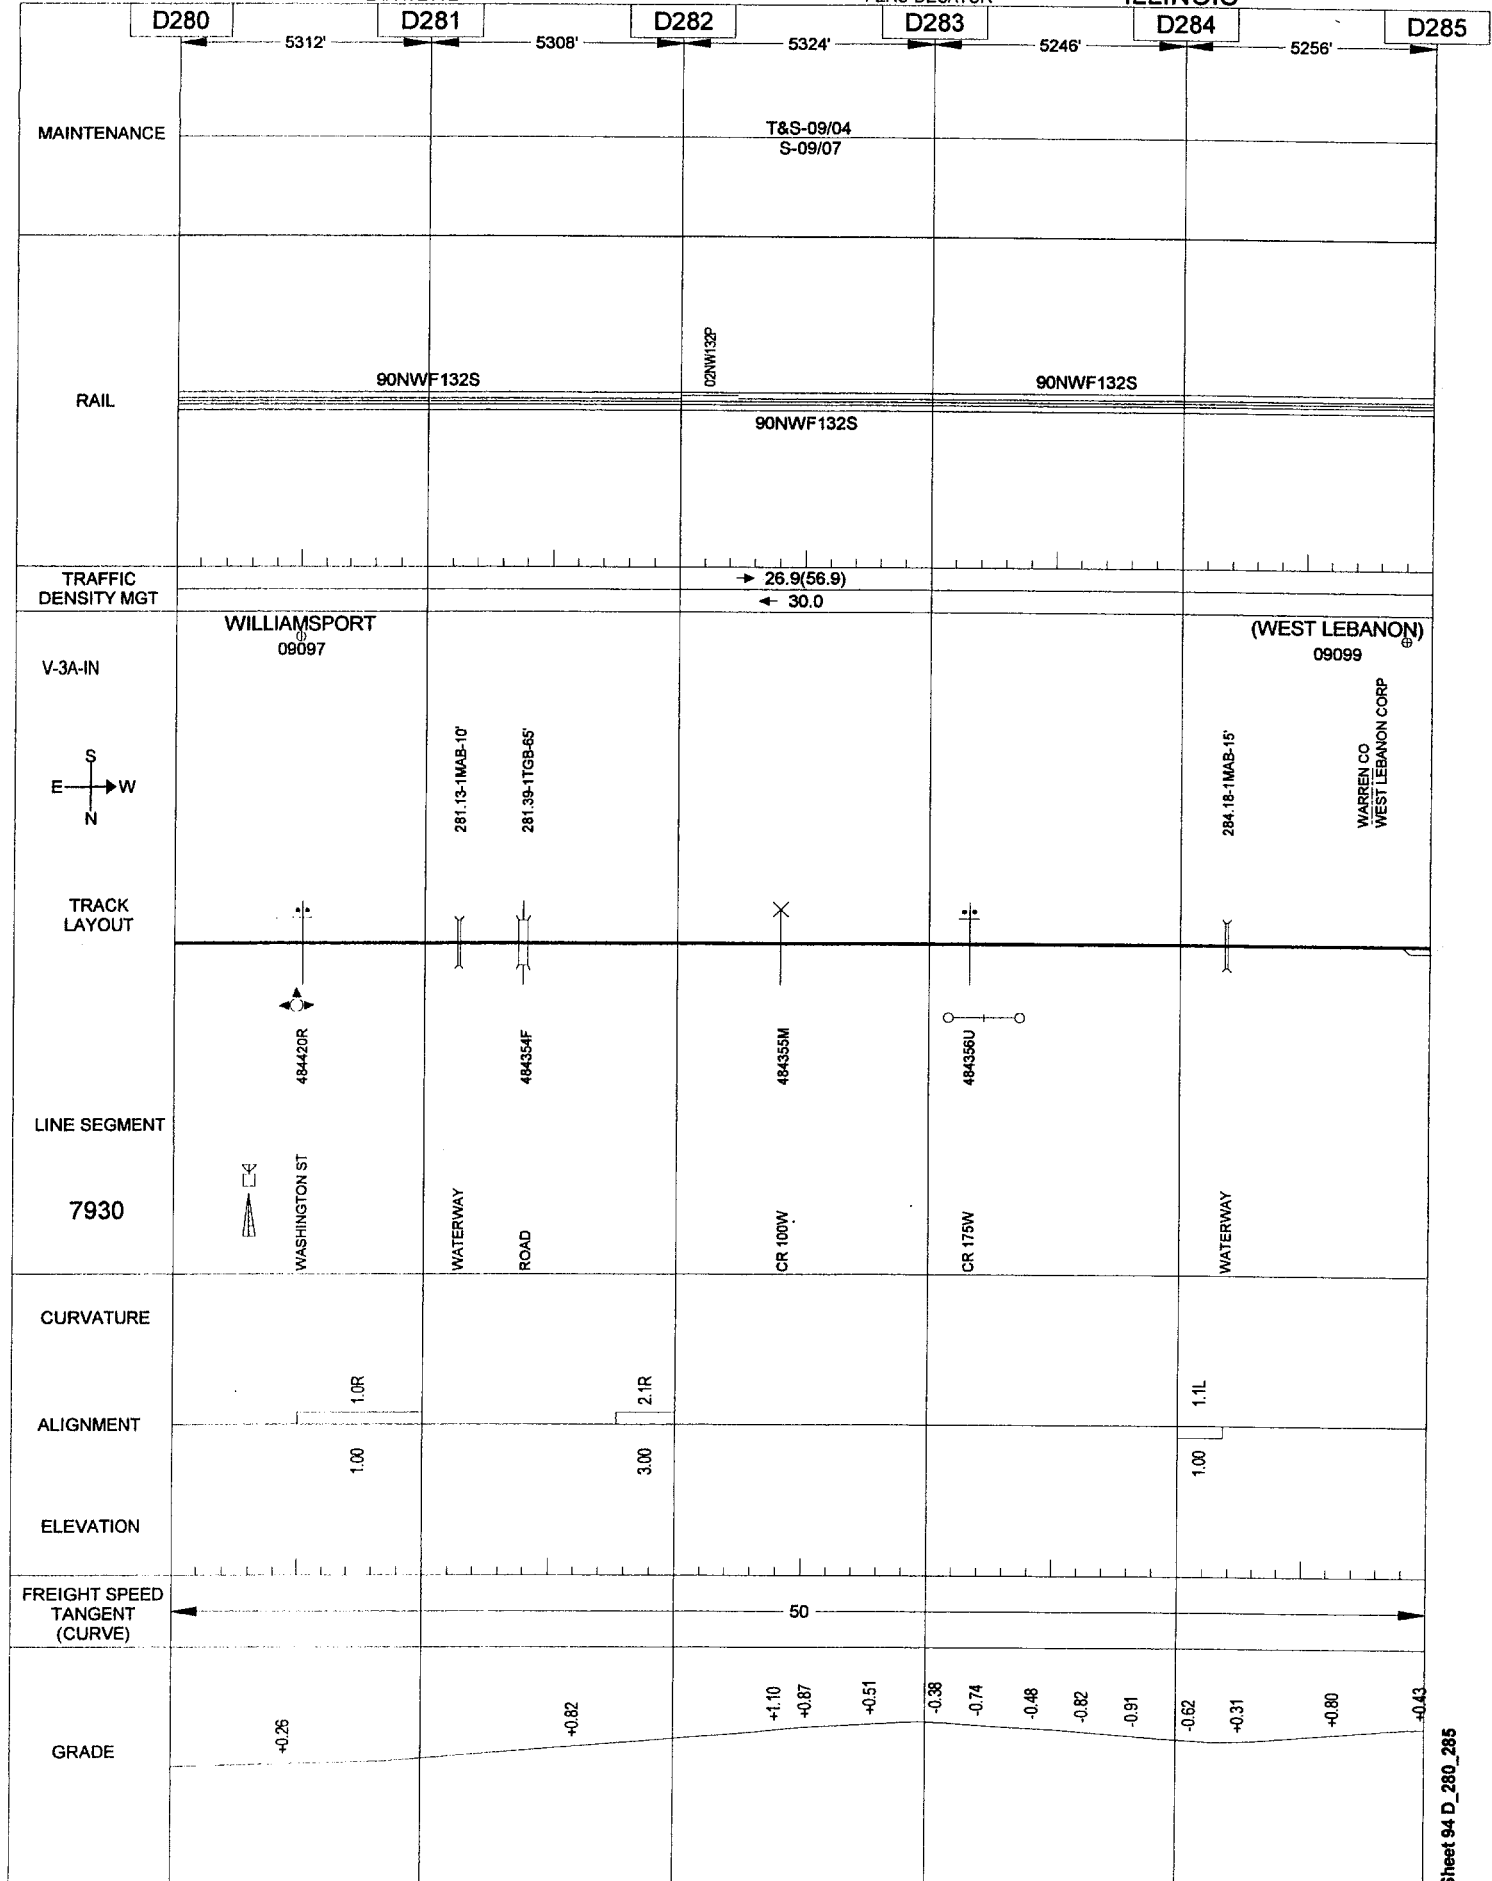 ILLINOIS
D280 D281 D282 D283 D284 D285
5312' 5308' 5324' 5246' 5256'
MAINTENANCE
T&S-09/04
S-09/07
02NW132P
90NWF132S 90NWF132S
RAIL
90NWF132S
TRAFFIC
DENSITY MGT
26.9(56.9)
30.0
WILLIAMSPORT
09097
(WEST LEBANON)
09099
V-3A-IN
S
E W
N
281.13-1MAB-10'
281.39-1TGB-65'
284.18-1MAB-15'
WARREN CO
WEST LEBANON CORP
TRACK
LAYOUT
484420R
484354F
484355M
484356U
LINE SEGMENT
7930
WASHINGTON ST
WATERWAY
ROAD
CR 100W
CR 175W
WATERWAY
CURVATURE
1.0R 2.1R 1.1L
ALIGNMENT
1.00 3.00 1.00
ELEVATION
FREIGHT SPEED
TANGENT
(CURVE)
50
GRADE
+0.26
+0.82
+1.10
+0.87
+0.51
-0.38
-0.74
-0.48
-0.82
-0.91
-0.62
+0.31
+0.80
+0.43
Sheet 94 D_280_285